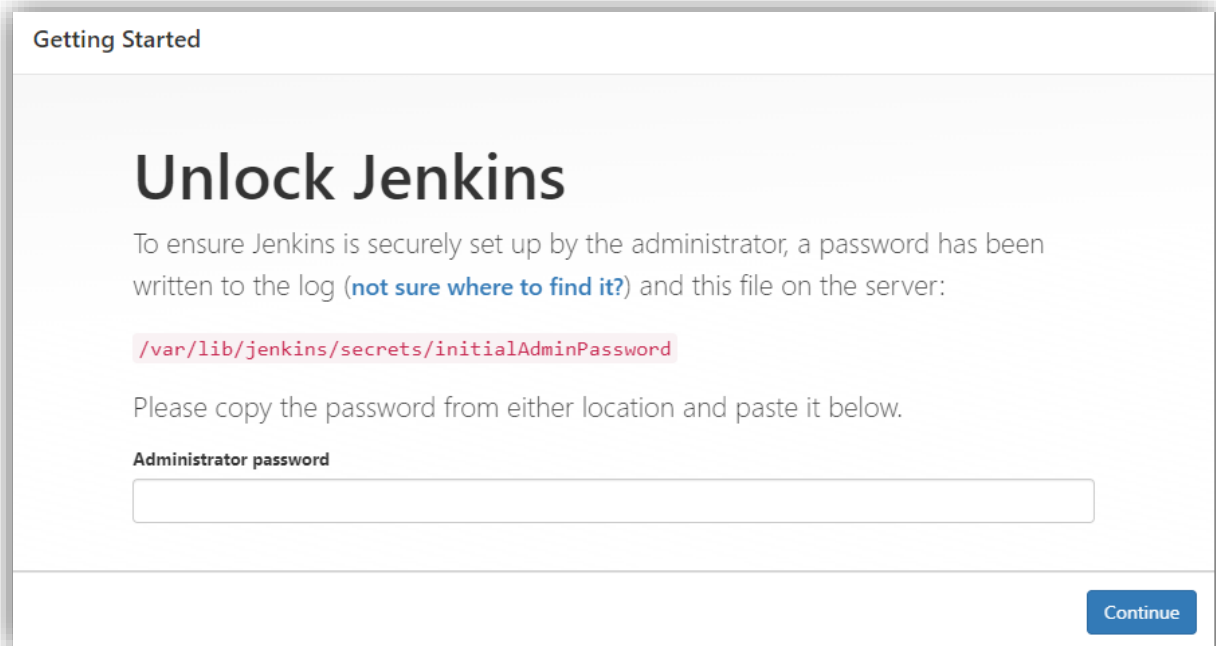 Getting Started
Unlock Jenkins
To ensure Jenkins is securely set up by the administrator, a password has been
written to the log (not sure where to find it?) and this file on the server:
/var/lib/jenkins/secrets/initialAdminPassword
Please copy the password from either location and paste it below.
Administrator password
Continue